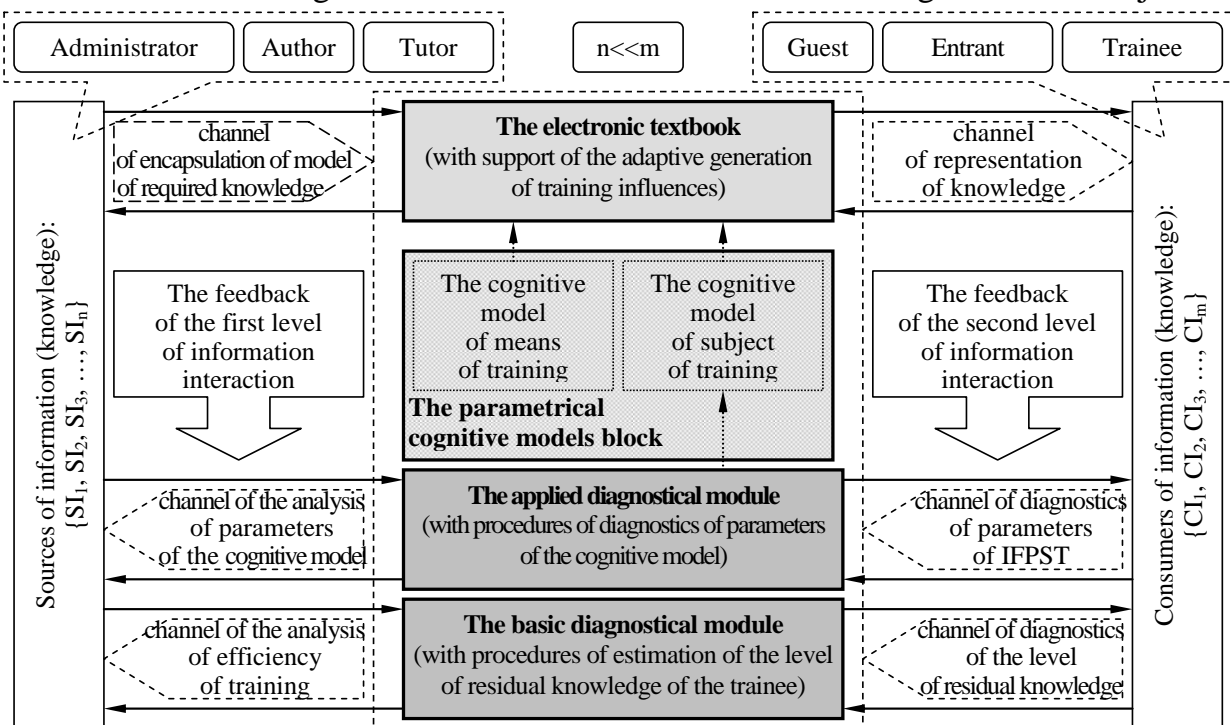 Administrator
Author
Tutor
n<<m
Guest
Entrant
Trainee
Sources of information (knowledge):
{SI1, SI2, SI3, …, SIn}
channel
of encapsulation of model
of required knowledge
The electronic textbook
(with support of the adaptive generation
of training influences)
channel
of representation
of knowledge
Consumers of information (knowledge):
{CI1, CI2, CI3, …, CIm}
The feedback
of the first level
of information
interaction
The cognitive
model
of means
of training
The cognitive
model
of subject
of training
The parametrical
cognitive models block
The feedback
of the second level
of information
interaction
channel of the analysis
of parameters
of the cognitive model
The applied diagnostical module
(with procedures of diagnostics of parameters
of the cognitive model)
channel of diagnostics
of parameters
of IFPST
channel of the analysis
of efficiency
of training
The basic diagnostical module
(with procedures of estimation of the level
of residual knowledge of the trainee)
channel of diagnostics
of the level
of residual knowledge